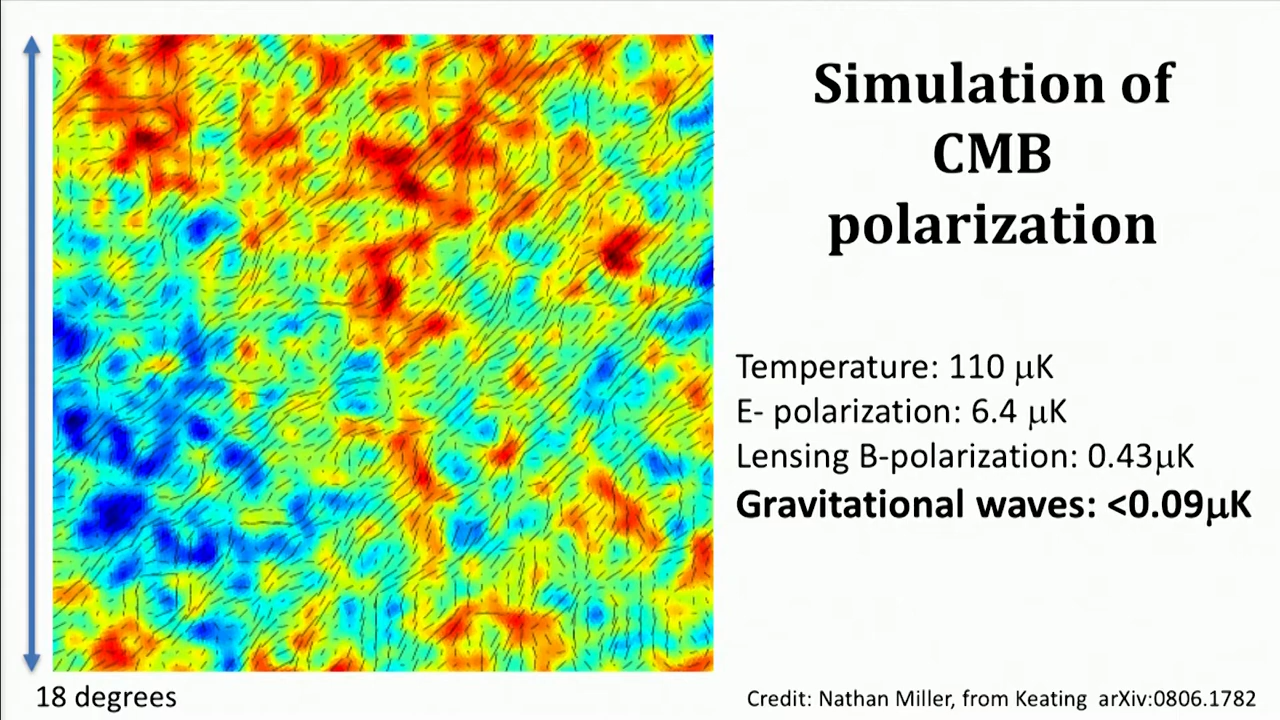 Simulation of
CMB
polarization
Temperature: 110 μK
E- polarization: 6.4 μK
Lensing B-polarization: 0.43μK
Gravitational waves: <0.09μK
18 degrees
Credit: Nathan Miller, from Keating arXiv:0806.1782